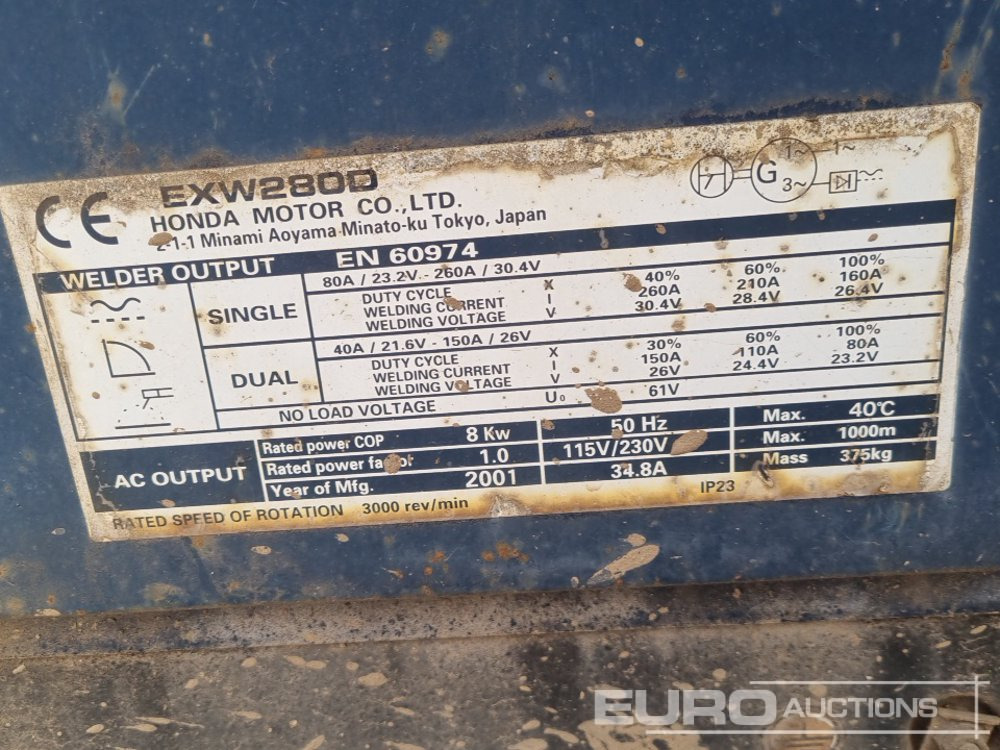 CE EXW280D
HONDA MOTOR CO.,LTD.
2-1-1 Minami Aoyama Minato-ku Tokyo, Japan
G 1~ 3~ 1~
WELDER OUTPUT EN 60974
SINGLE
80A / 23.2V - 260A / 30.4V
DUTY CYCLE X 40% 60% 100%
WELDING CURRENT I 260A 210A 160A
WELDING VOLTAGE V 30.4V 28.4V 26.4V
DUAL
40A / 21.6V - 150A / 26V
DUTY CYCLE X 30% 60% 100%
WELDING CURRENT I 150A 110A 80A
WELDING VOLTAGE V 26V 24.4V 23.2V
NO LOAD VOLTAGE U0 61V
AC OUTPUT
Rated power COP 8 Kw 50 Hz Max. 40°C
Rated power factor 1.0 115V/230V Max. 1000m
Year of Mfg. 2001 34.8A Mass 375kg
RATED SPEED OF ROTATION 3000 rev/min IP23
EURO AUCTIONS